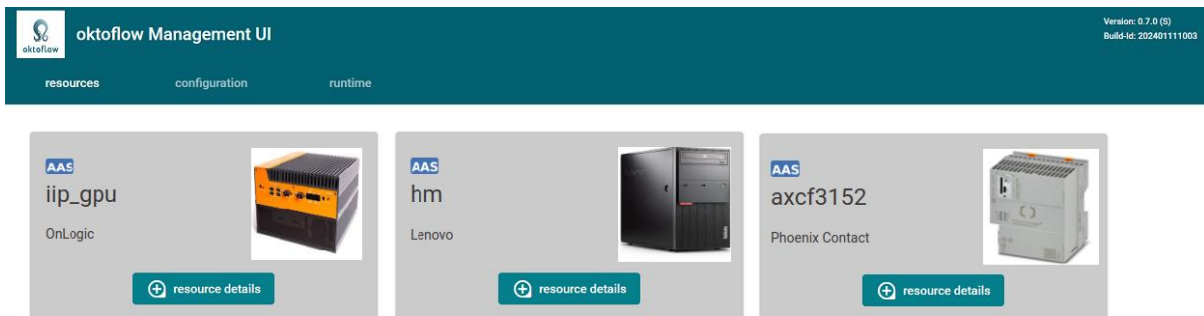 oktoflow
oktoflow Management UI
Version: 0.7.0 (S)
Build-Id: 202401111003
resources
configuration
runtime
AAS
iip_gpu
OnLogic
resource details
AAS
hm
Lenovo
resource details
AAS
axcf3152
Phoenix Contact
resource details